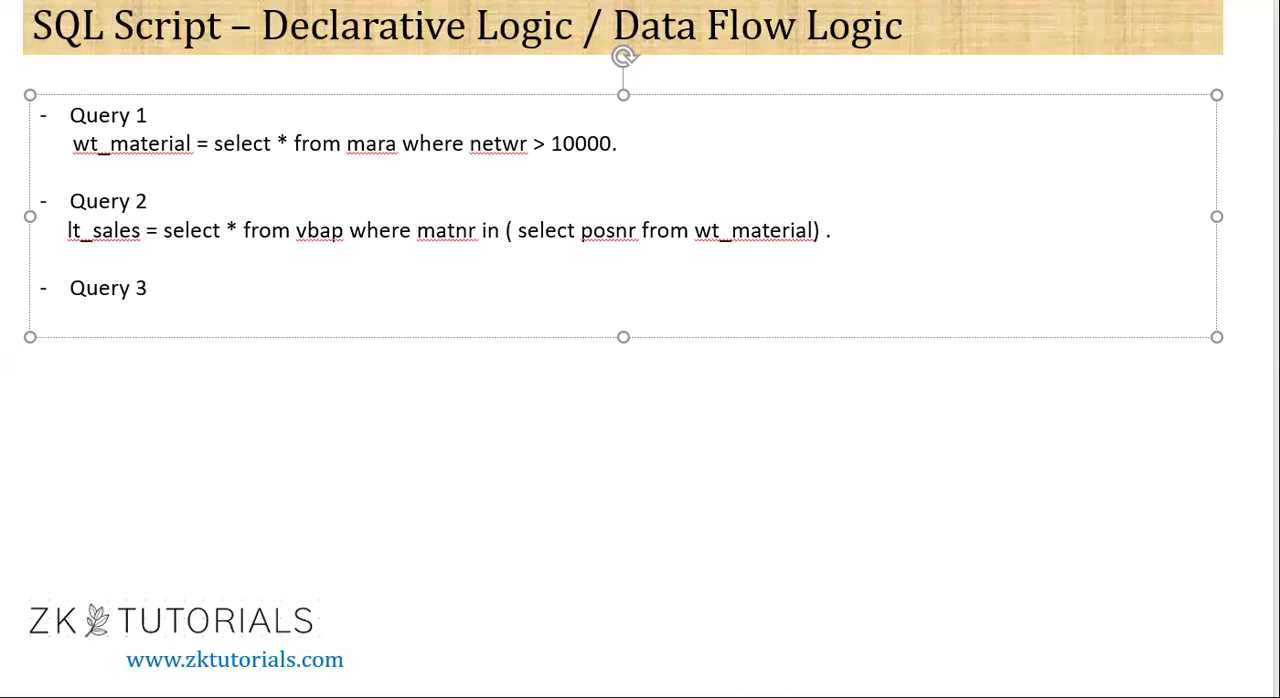 SQL Script – Declarative Logic / Data Flow Logic
- Query 1
wt_material = select * from mara where netwr > 10000.
- Query 2
lt_sales = select * from vbap where matnr in ( select posnr from wt_material) .
- Query 3
ZK TUTORIALS
www.zktutorials.com